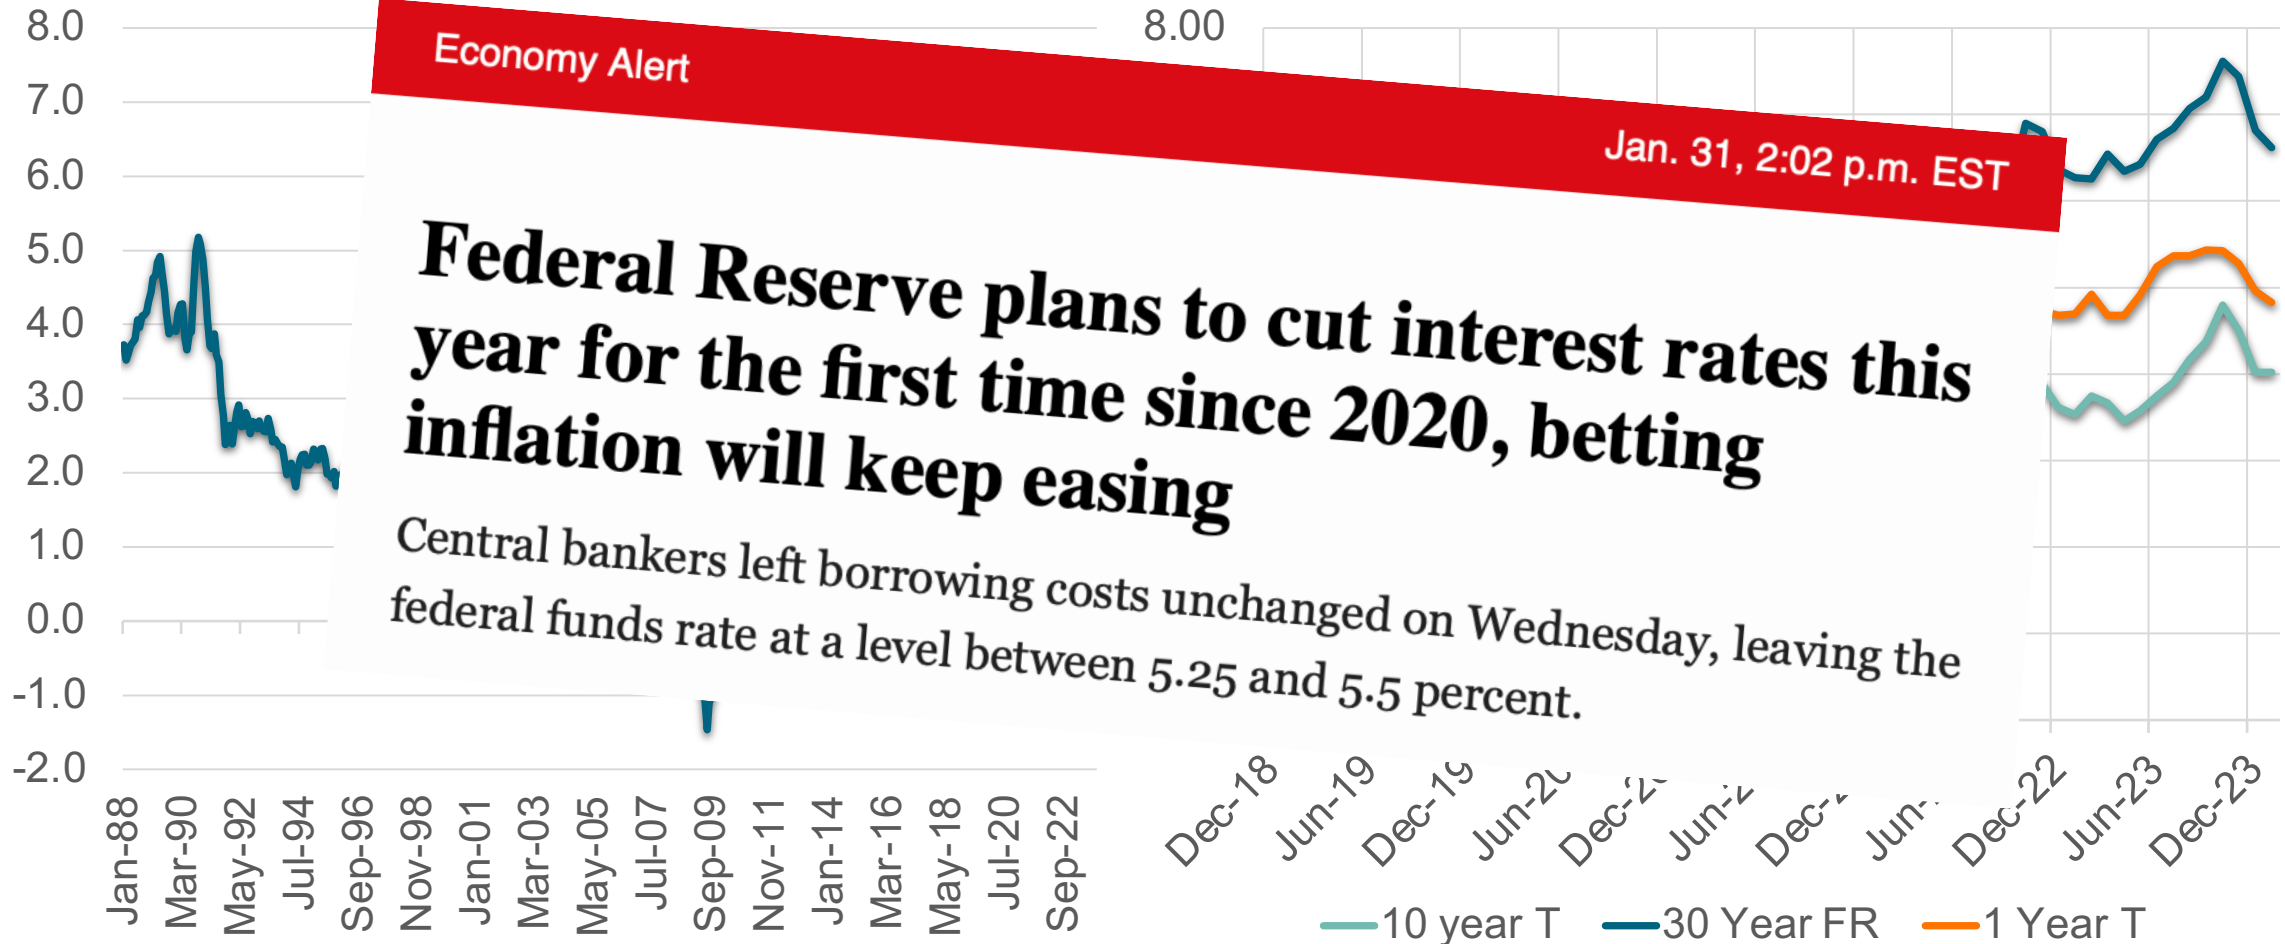 8.0
7.0
6.0
5.0
4.0
3.0
2.0
1.0
0.0
-1.0
-2.0
Jan-88
Mar-90
May-92
Jul-94
Sep-96
Nov-98
Jan-01
Mar-03
May-05
Jul-07
Sep-09
Nov-11
Jan-14
Mar-16
May-18
Jul-20
Sep-22
Economy Alert
Jan. 31, 2:02 p.m. EST
Federal Reserve plans to cut interest rates this
year for the first time since 2020, betting
inflation will keep easing
Central bankers left borrowing costs unchanged on Wednesday, leaving the
federal funds rate at a level between 5.25 and 5.5 percent.
8.00
Dec-18
Jun-19
Dec-19
Dec-22
Jun-23
Dec-23
10 year T
30 Year FR
1 Year T